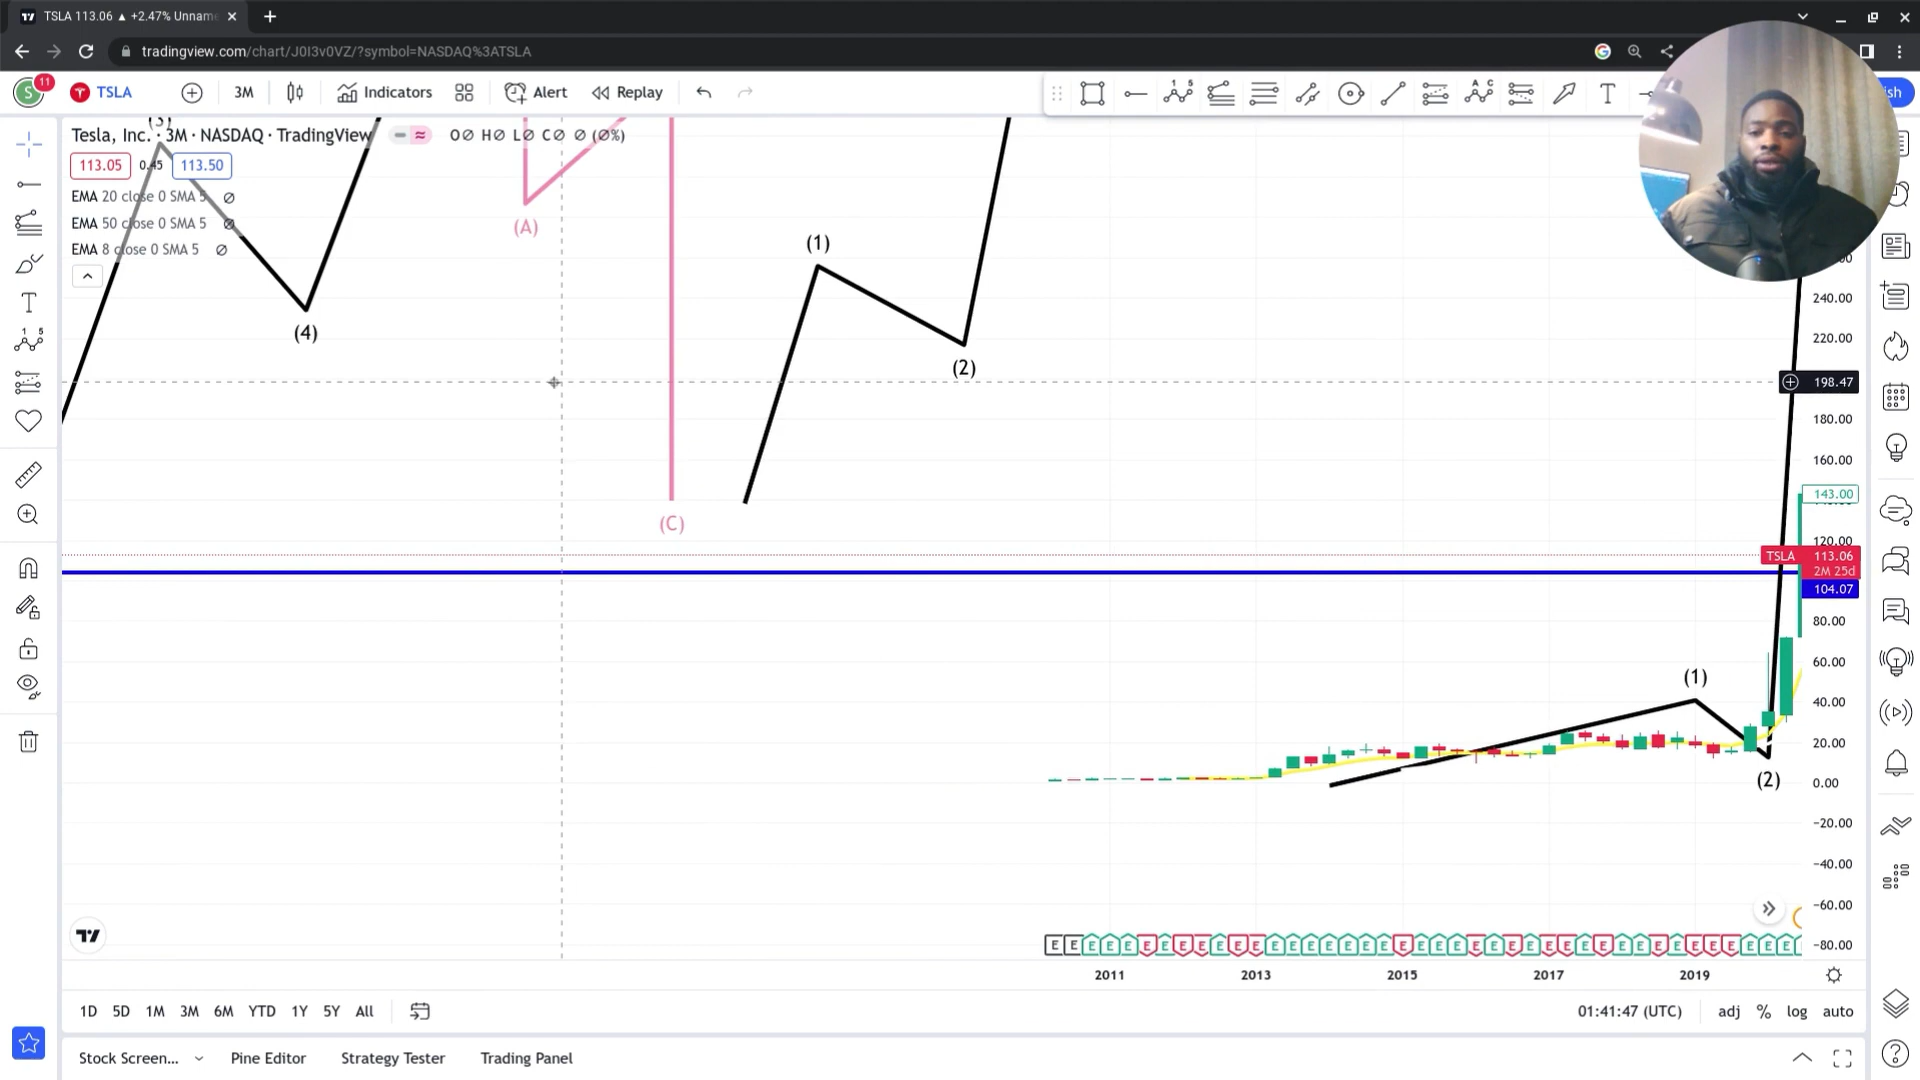 TSLA 113.06 ▲ +2.47% Unnam
tradingview.com/chart/J0I3v0VZ/?symbol=NASDAQ%3ATSLA
S 11 TSLA 3M Indicators Alert Replay
ish
Tesla, Inc. · 3M · NASDAQ · TradingView O∅ H∅ L∅ C∅ ∅ (∅%)
113.05 0.45 113.50
EMA 20 close 0 SMA 5 ∅
EMA 50 close 0 SMA 5 ∅
EMA 8 close 0 SMA 5 ∅
(3)
(4)
(A)
(C)
(1)
(2)
(1)
(2)
240.00
220.00
198.47
180.00
160.00
143.00
120.00
TSLA 113.06
2M 25d
104.07
80.00
60.00
40.00
20.00
0.00
−20.00
−40.00
−60.00
−80.00
E E E E E E E E E E E E E E E E E E E E E E E E E E E E E E E E E E E E E E E E E
2011 2013 2015 2017 2019
1D 5D 1M 3M 6M YTD 1Y 5Y All 01:41:47 (UTC) adj % log auto
Stock Screen... Pine Editor Strategy Tester Trading Panel